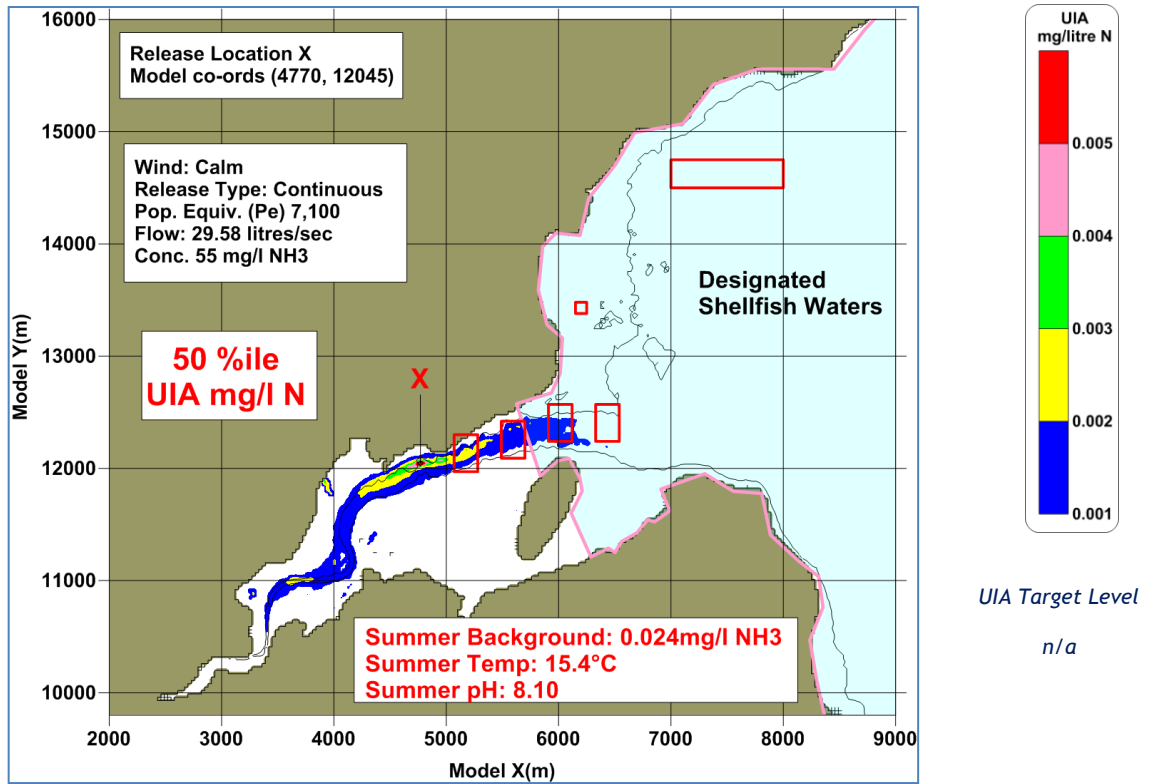 16000
15000
14000
13000
12000
11000
10000
Model Y(m)
Release Location X
Model co-ords (4770, 12045)
Wind: Calm
Release Type: Continuous
Pop. Equiv. (Pe) 7,100
Flow: 29.58 litres/sec
Conc. 55 mg/l NH3
50 %ile
UIA mg/l N
X
Designated
Shellfish Waters
Summer Background: 0.024mg/l NH3
Summer Temp: 15.4°C
Summer pH: 8.10
2000 3000 4000 5000 6000 7000 8000 9000
Model X(m)
UIA
mg/litre N
0.005
0.004
0.003
0.002
0.001
UIA Target Level
n/a